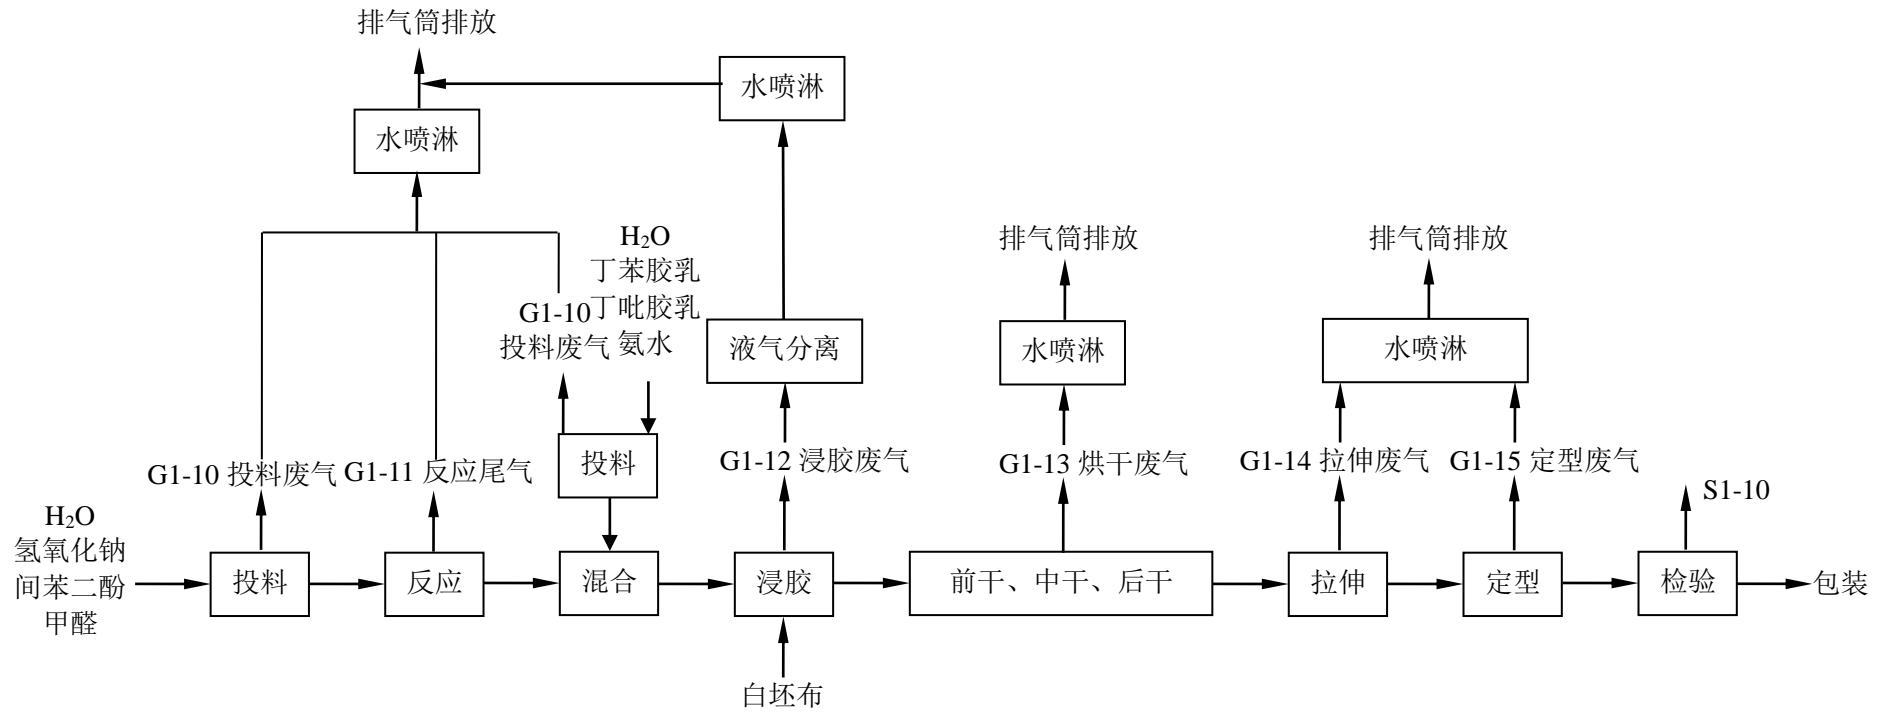 排气筒排放
水喷淋
水喷淋
H₂O
丁苯胶乳
丁吡胶乳
氨水
G1-10
投料废气
排气筒排放
排气筒排放
液气分离
水喷淋
水喷淋
投料
G1-10 投料废气
G1-11 反应尾气
G1-12 浸胶废气
G1-13 烘干废气
G1-14 拉伸废气
G1-15 定型废气
S1-10
H₂O
氢氧化钠
间苯二酚
甲醛
投料
反应
混合
浸胶
前干、中干、后干
拉伸
定型
检验
包装
白坯布